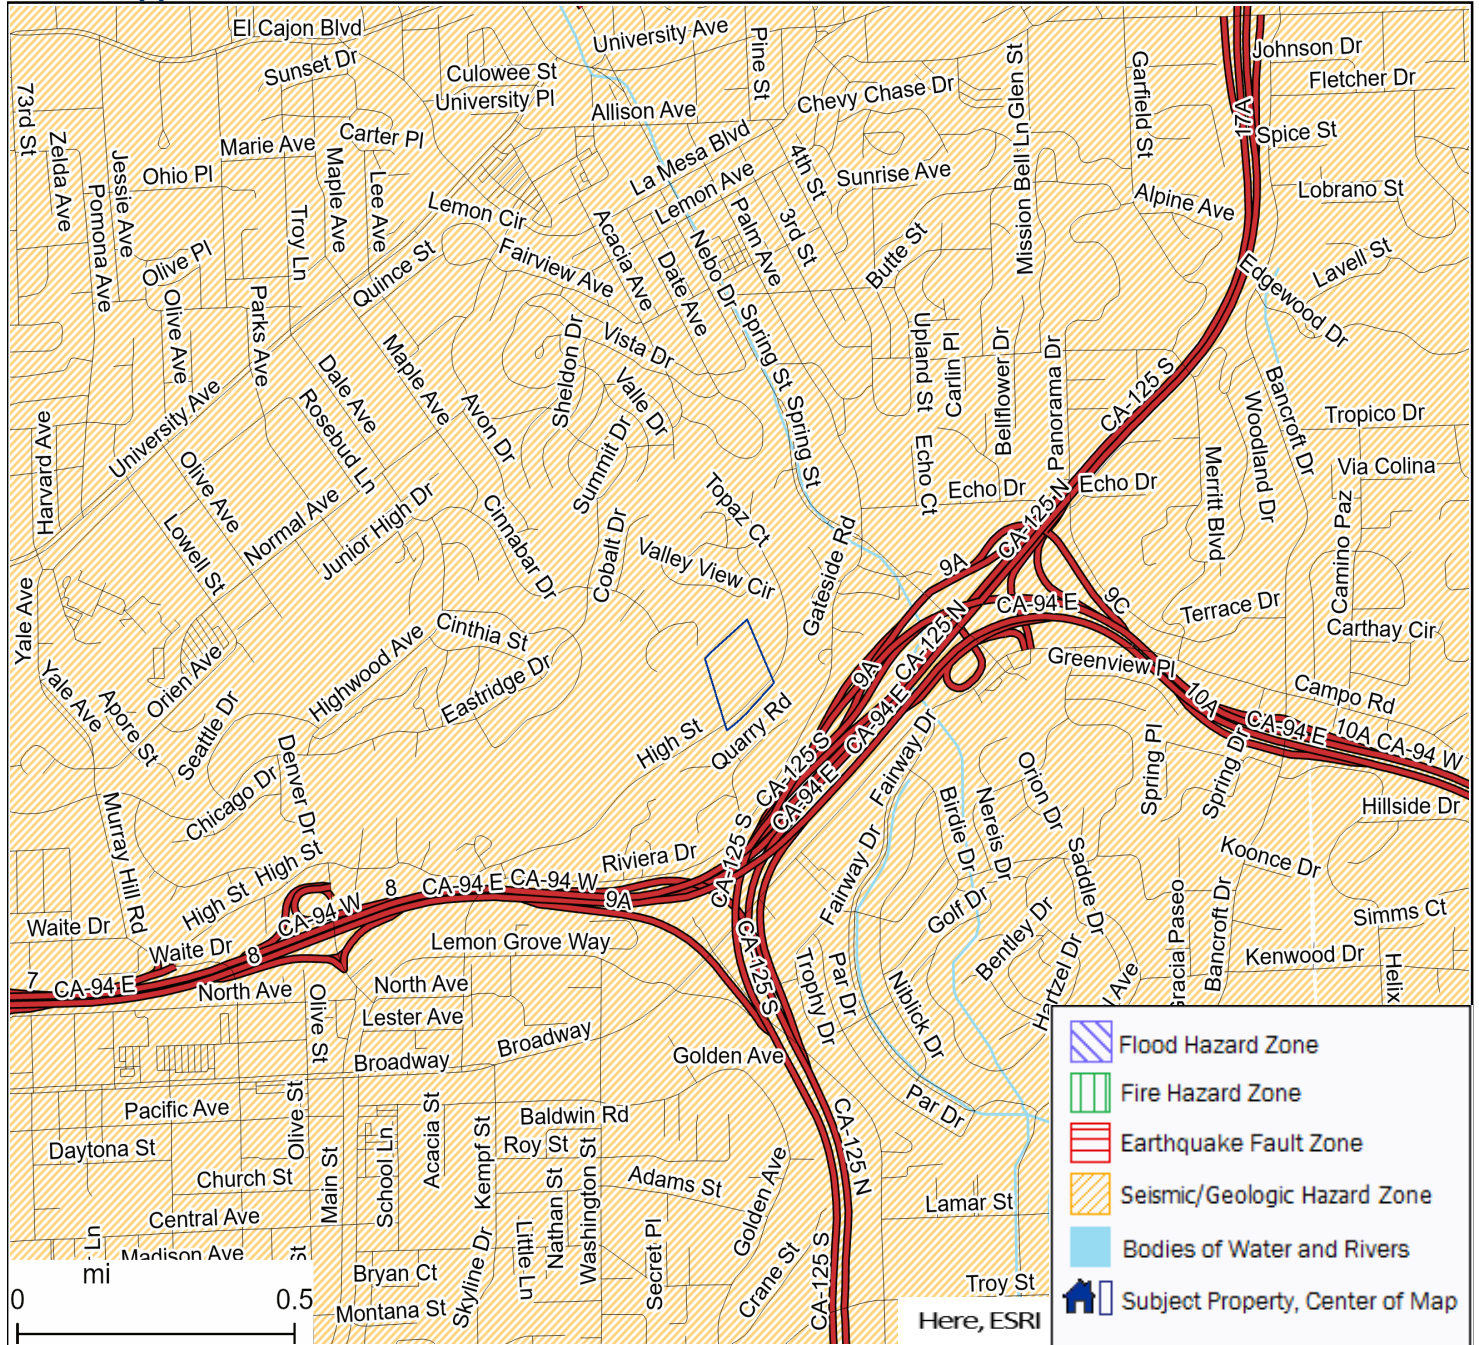 El Cajon Blvd
University Ave
Pine St
Johnson Dr
Sunset Dr
Culowee St
Glen St
Garfield St
Fletcher Dr
73rd St
University Pl
Allison Ave
Chevy Chase Dr
17A
Spice St
Zelda Ave
Marie Ave
Carter Pl
La Mesa Blvd
4th St
Sunrise Ave
Mission Bell Ln
Jessie Ave
Ohio Pl
Maple Ave
Lee Ave
Lemon Ave
Lobrano St
Pomona Ave
Troy Ln
Lemon Cir
Acacia Ave
Palm Ave
3rd St
Alpine Ave
Olive Pl
Quince St
Fairview Ave
Date Ave
Nebo Dr
Butte St
Edgewood Dr
Lavell St
Olive Ave
Parks Ave
Maple Ave
Sheldon Dr
Vista Dr
Spring St
Spring St
Upland St
Carlin Pl
Bellflower Dr
Panorama Dr
CA-125 S
Harvard Ave
University Ave
Dale Ave
Rosebud Ln
Avon Dr
Valle Dr
Summit Dr
Bancroft Dr
Woodland Dr
Tropico Dr
Olive Ave
Normal Ave
Junior High Dr
Cinnabar Dr
Cobalt Dr
Topaz Ct
Echo Ct
Echo Dr
Echo Dr
Merritt Blvd
Via Colina
Camino Paz
Lowell St
Valley View Cir
Gateside Rd
9A
CA-125 N
9C
Yale Ave
CA-94 E
Terrace Dr
Carthay Cir
Cinthia St
Highwood Ave
Eastridge Dr
CA-125 N
Greenview Pl
Yale Ave
Orien Ave
Apore St
Seattle Dr
9A
CA-94 E
10A
Campo Rd
High St
Quarry Rd
CA-94 E
10A
CA-94 W
Denver Dr
Chicago Dr
CA-125 S
CA-94 E
Fairway Dr
Orion Dr
Spring Pl
Spring Dr
Hillside Dr
Murray Hill Rd
High St
High St
Riviera Dr
CA-125 S
Fairway Dr
Birdie Dr
Nereis Dr
Saddle Dr
Koonce Dr
CA-94 W
8
CA-94 E
CA-94 W
9A
Golf Dr
Gracia Paseo
Bancroft Dr
Simms Ct
Waite Dr
Waite Dr
8
Lemon Grove Way
CA-125 S
Trophy Dr
Par Dr
Niblick Dr
Bentley Dr
Hartzel Dr
l Ave
Kenwood Dr
Helix
7
CA-94 E
North Ave
North Ave
Olive St
Lester Ave
Broadway
Broadway
Golden Ave
Par Dr
Pacific Ave
Olive St
Acacia St
Kempf St
Baldwin Rd
CA-125 N
Daytona St
School Ln
Roy St
Church St
Main St
Nathan St
Washington St
Adams St
Golden Ave
Lamar St
Central Ave
Ln
Madison Ave
St
Little Ln
Secret Pl
Skyline Dr
Bryan Ct
Crane St
CA-125 S
Troy St
Montana St
mi
0
0.5
Here, ESRI
Flood Hazard Zone
Fire Hazard Zone
Earthquake Fault Zone
Seismic/Geologic Hazard Zone
Bodies of Water and Rivers
Subject Property, Center of Map